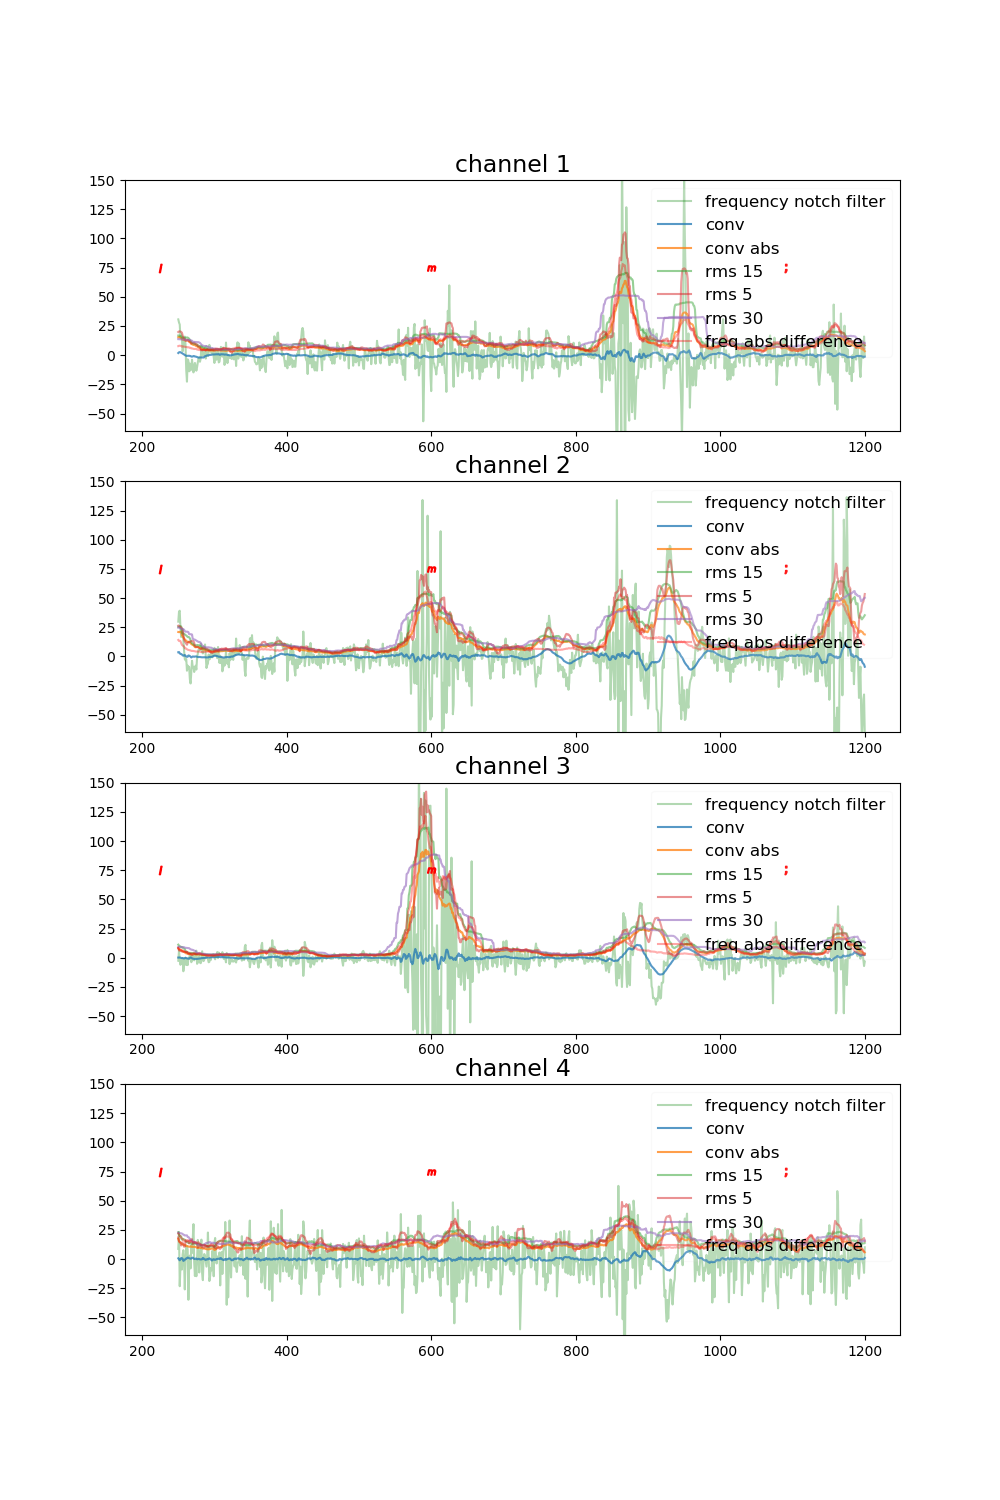 channel 1
150
125
100
75
50
25
0
−25
−50
l m ;
frequency notch filter
conv
conv abs
rms 15
rms 5
rms 30
freq abs difference
200 400 600 800 1000 1200
channel 2
150
125
100
75
50
25
0
−25
−50
l m ;
frequency notch filter
conv
conv abs
rms 15
rms 5
rms 30
freq abs difference
200 400 600 800 1000 1200
channel 3
150
125
100
75
50
25
0
−25
−50
l m ;
frequency notch filter
conv
conv abs
rms 15
rms 5
rms 30
freq abs difference
200 400 600 800 1000 1200
channel 4
150
125
100
75
50
25
0
−25
−50
l m ;
frequency notch filter
conv
conv abs
rms 15
rms 5
rms 30
freq abs difference
200 400 600 800 1000 1200